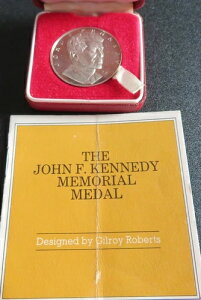 THE
JOHN F. KENNEDY
MEMORIAL
MEDAL
Designed by Gilroy Roberts